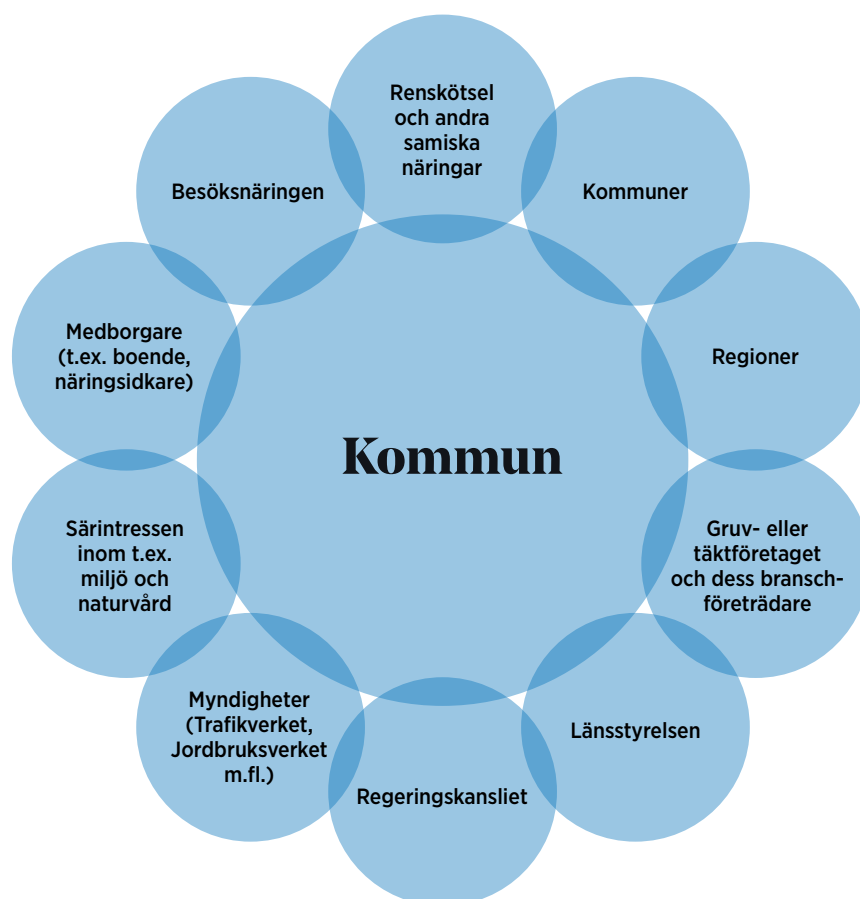 Renskötsel
och andra
samiska
näringar
Kommuner
Regioner
Gruv- eller
täktföretaget
och dess bransch-
företrädare
Länsstyrelsen
Regeringskansliet
Myndigheter
(Trafikverket,
Jordbruksverket
m.fl.)
Särintressen
inom t.ex.
miljö och
naturvård
Medborgare
(t.ex. boende,
näringsidkare)
Besöksnäringen
Kommun